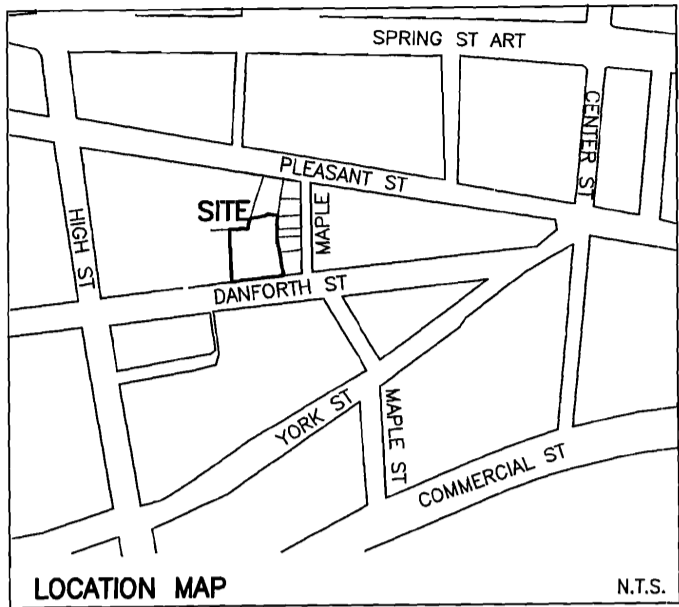 SPRING ST ART
CENTER ST
PLEASANT ST
SITE
MAPLE
HIGH ST
DANFORTH ST
YORK ST
MAPLE ST
COMMERCIAL ST
LOCATION MAP
N.T.S.